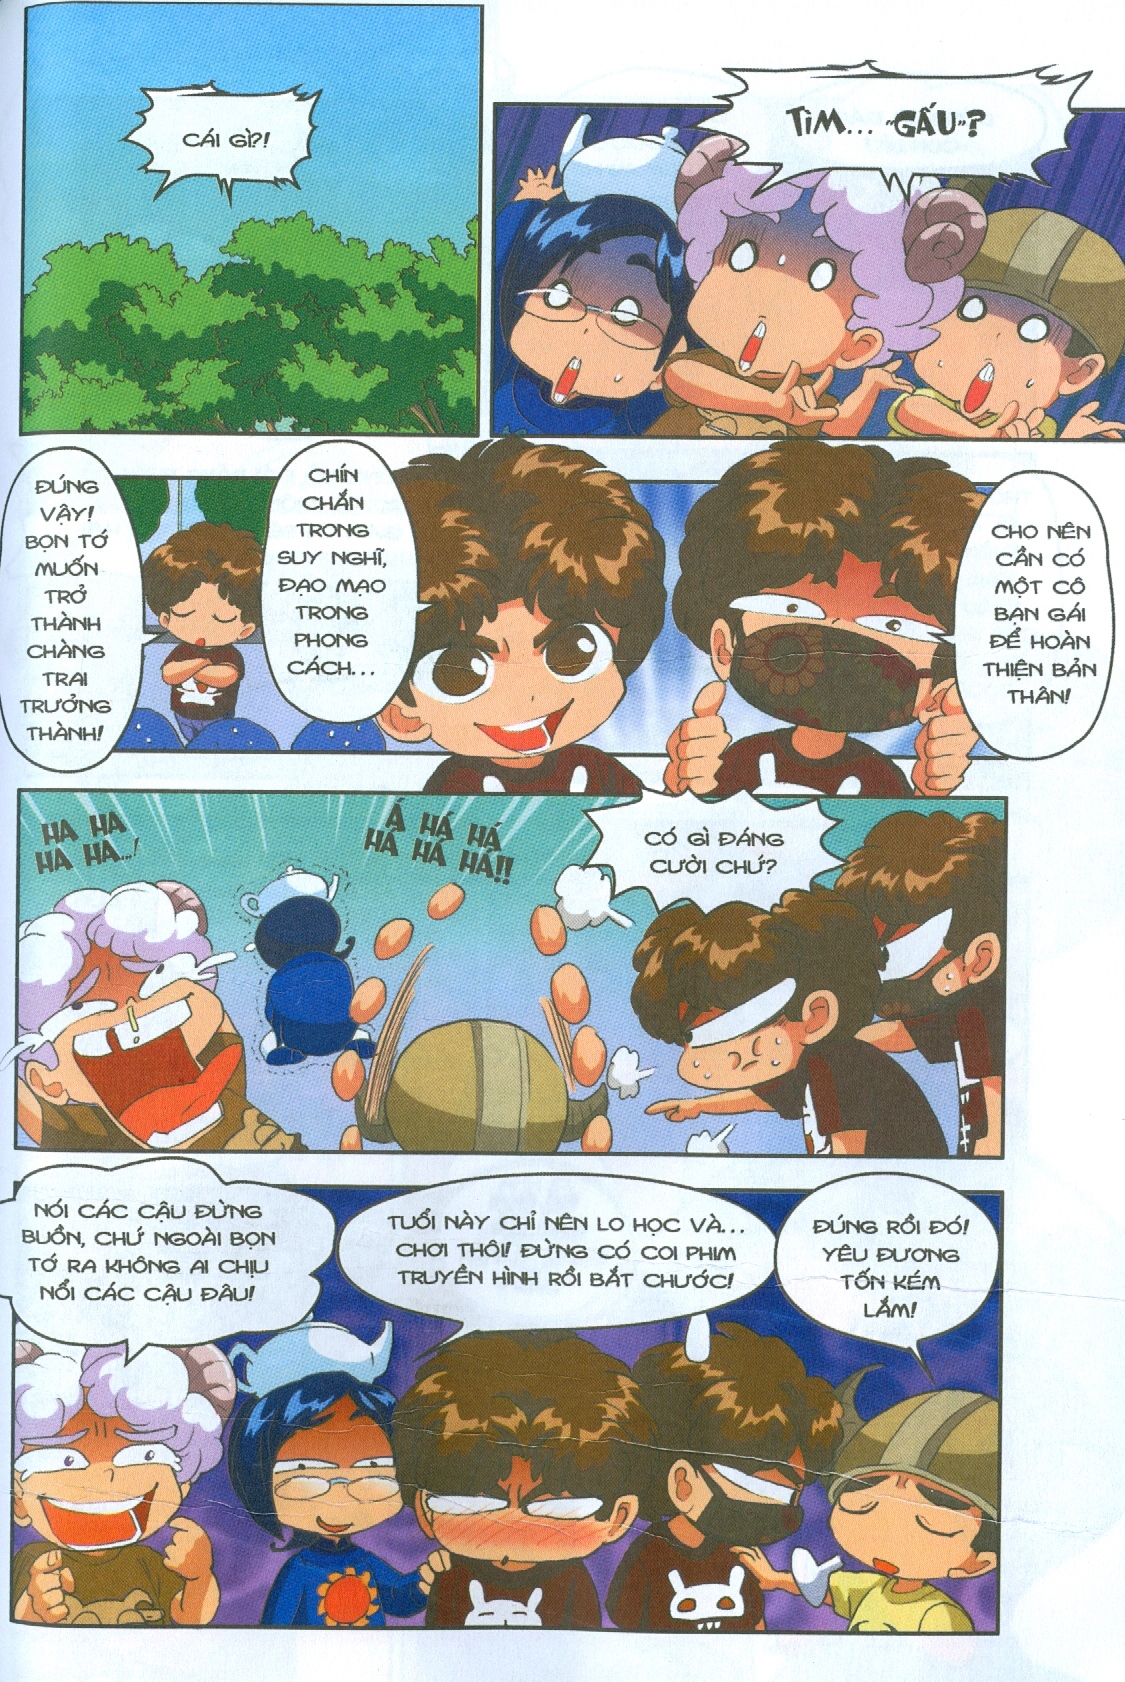 CÁI GÌ?!
TÌM... "GẤU"?
ĐÚNG
VẬY!
BỌN TỚ
MUỐN
TRỞ
THÀNH
CHÀNG
TRAI
TRƯỞNG
THÀNH!
CHÍN
CHẮN
TRONG
SUY NGHĨ,
ĐẠO MẠO
TRONG
PHONG
CÁCH...
CHO NÊN
CẦN CÓ
MỘT CÔ
BẠN GÁI
ĐỂ HOÀN
THIỆN BẢN
THÂN!
HA HA
HA HA...!
Á HÁ HÁ
HÁ HÁ HÁ!!
CÓ GÌ ĐÁNG
CƯỜI CHỨ?
NÓI CÁC CẬU ĐỪNG
BUỒN, CHỨ NGOÀI BỌN
TỚ RA KHÔNG AI CHỊU
NỔI CÁC CẬU ĐÂU!
TUỔI NÀY CHỈ NÊN LO HỌC VÀ...
CHƠI THÔI! ĐỪNG CÓ COI PHIM
TRUYỀN HÌNH RỒI BẮT CHƯỚC!
ĐÚNG RỒI ĐÓ!
YÊU ĐƯƠNG
TỐN KÉM
LẮM!